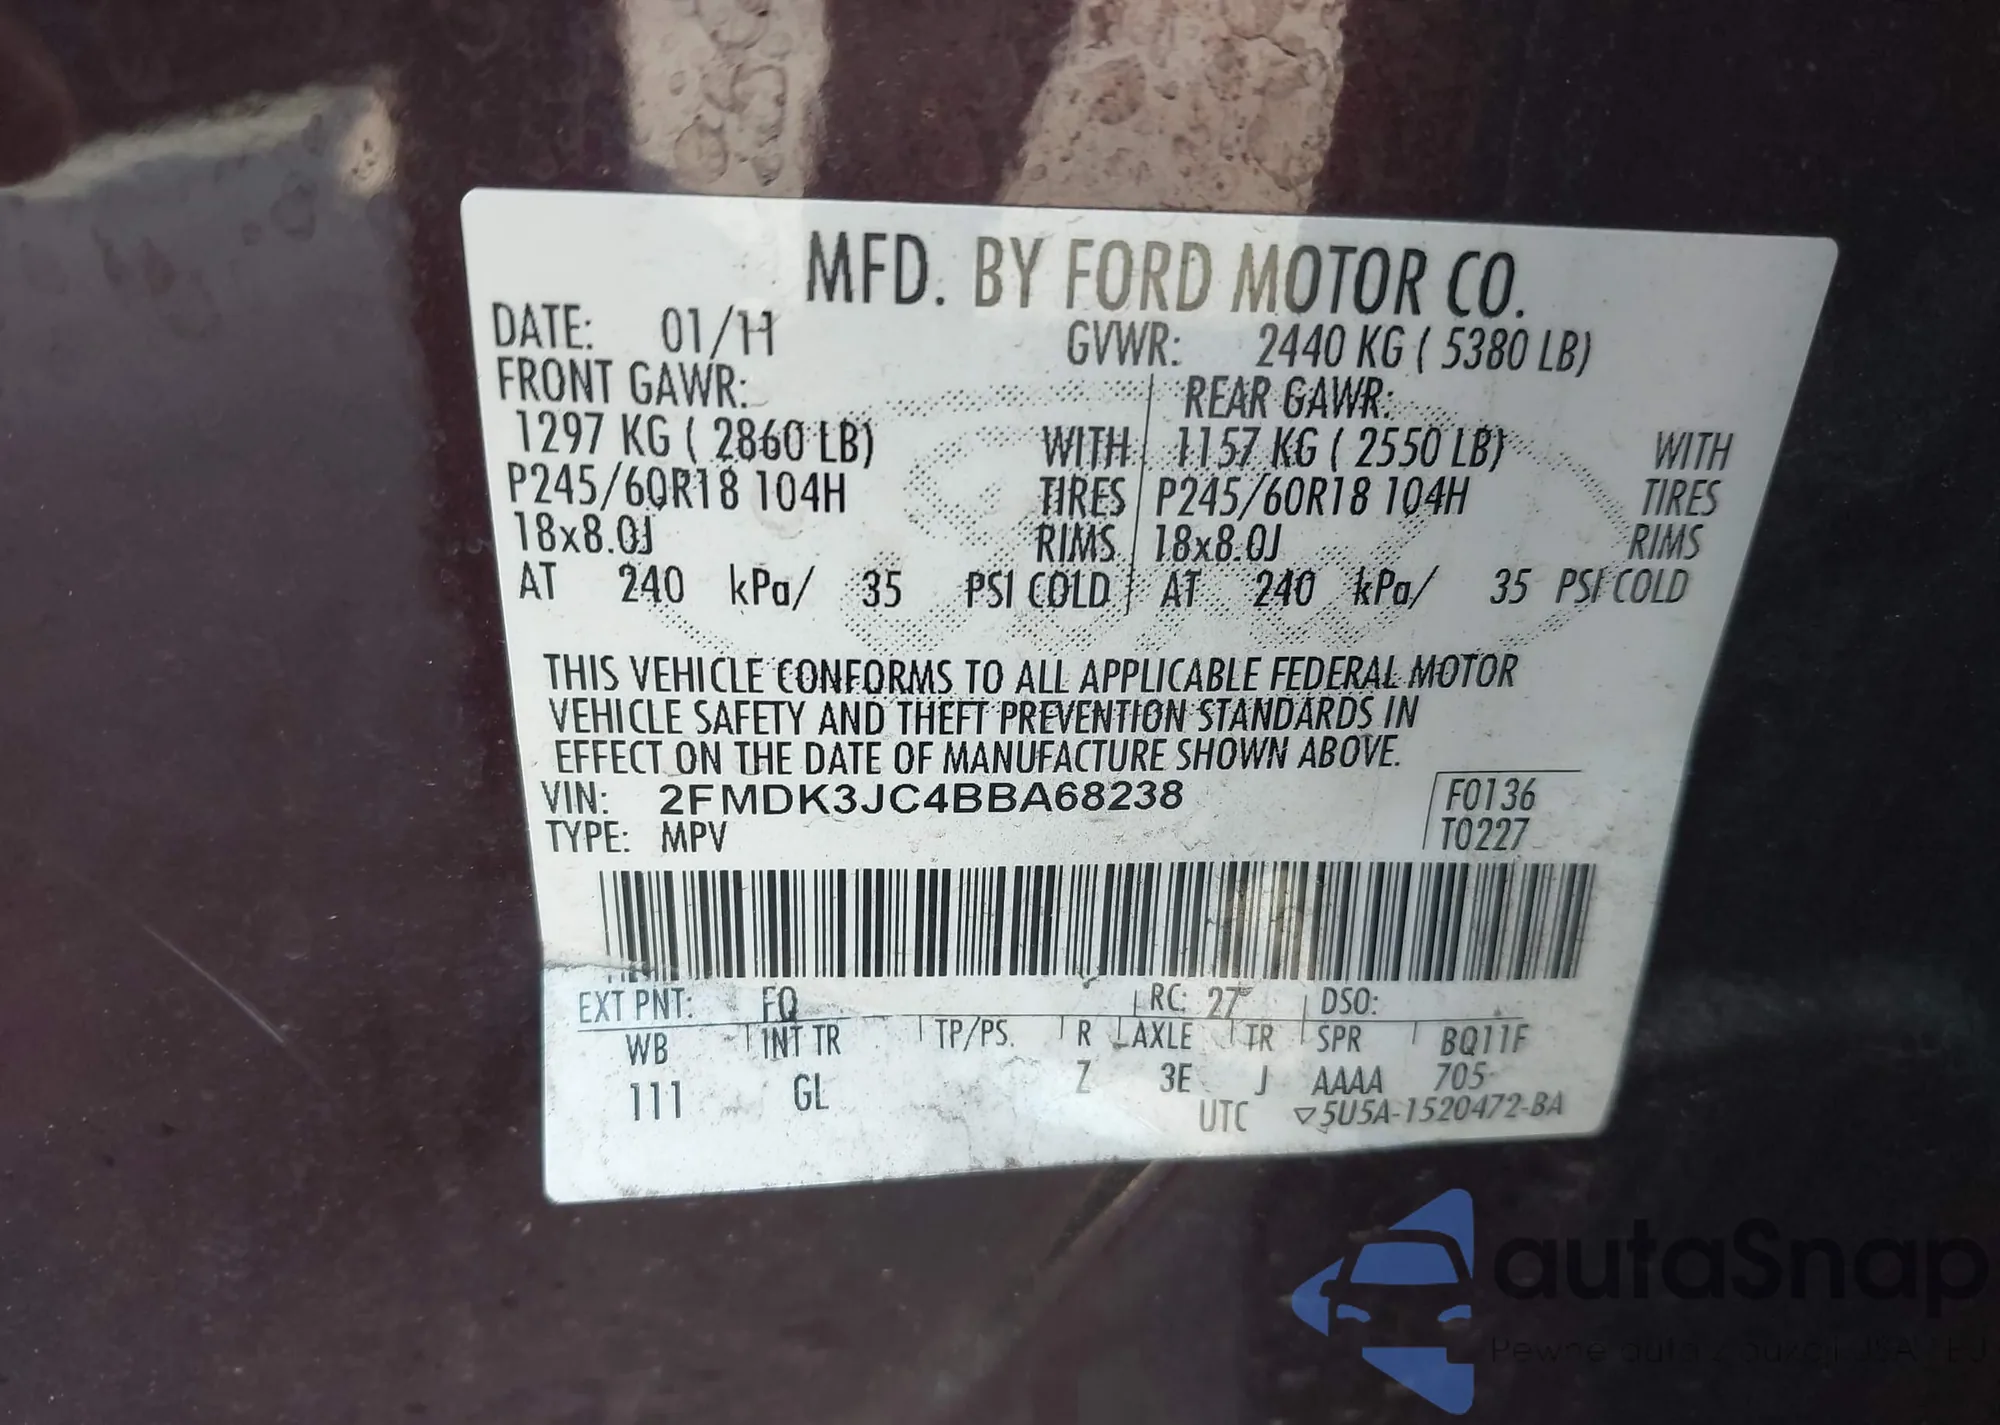 MFD. BY FORD MOTOR CO.
DATE: 01/11 GVWR: 2440 KG ( 5380 LB)
FRONT GAWR: REAR GAWR:
1297 KG ( 2860 LB) WITH 1157 KG ( 2550 LB) WITH
P245/60R18 104H TIRES P245/60R18 104H TIRES
18x8.0J RIMS 18x8.0J RIMS
AT 240 kPa/ 35 PSI COLD AT 240 kPa/ 35 PSI COLD
THIS VEHICLE CONFORMS TO ALL APPLICABLE FEDERAL MOTOR
VEHICLE SAFETY AND THEFT PREVENTION STANDARDS IN
EFFECT ON THE DATE OF MANUFACTURE SHOWN ABOVE.
VIN: 2FMDK3JC4BBA68238 F0136
TYPE: MPV T0227
EXT PNT: FQ RC: 27 DSO:
WB INT TR TP/PS R AXLE TR SPR BQ11F
111 GL Z 3E J AAAA 705
UTC ▽5U5A-1520472-BA
autaSnap
Pewne auta z aukcji USA i EU